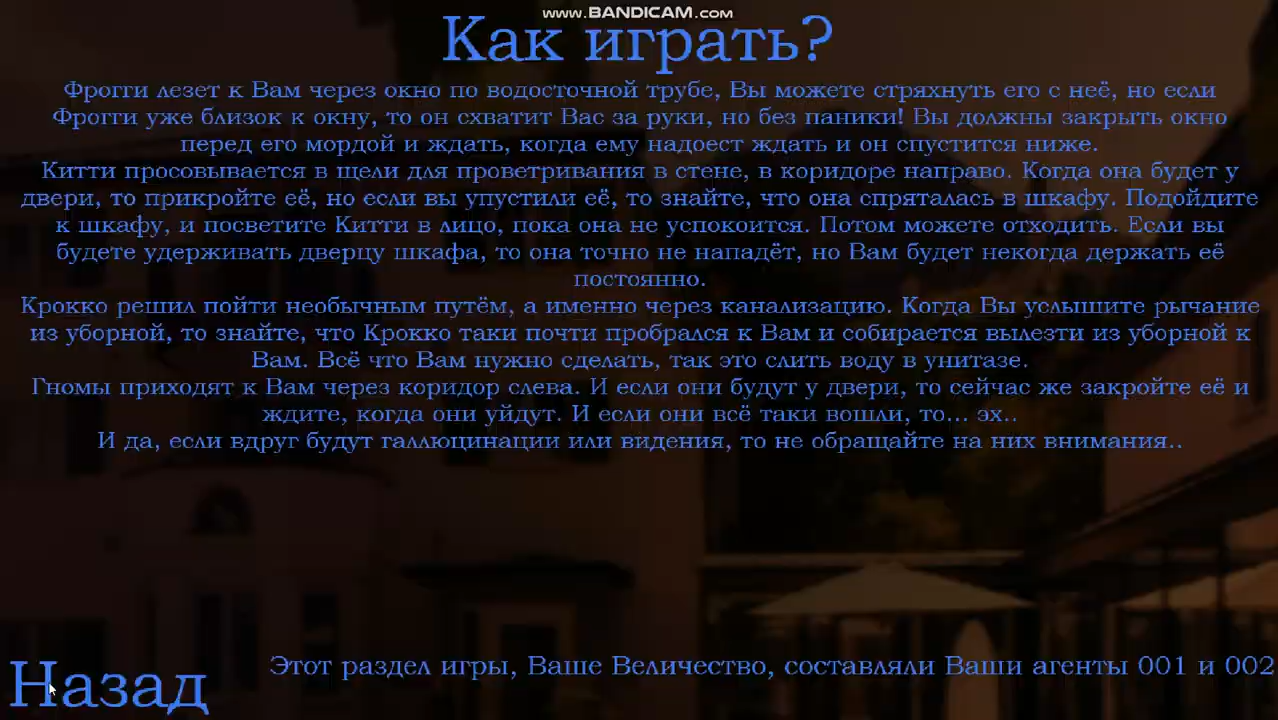 www.BANDICAM.com
Как играть?
Фрогги лезет к Вам через окно по водосточной трубе, Вы можете стряхнуть его с неё, но если
Фрогги уже близок к окну, то он схватит Вас за руки, но без паники! Вы должны закрыть окно
перед его мордой и ждать, когда ему надоест ждать и он спустится ниже.
Китти просовывается в щели для проветривания в стене, в коридоре направо. Когда она будет у
двери, то прикройте её, но если вы упустили её, то знайте, что она спряталась в шкафу. Подойдите
к шкафу, и посветите Китти в лицо, пока она не успокоится. Потом можете отходить. Если вы
будете удерживать дверцу шкафа, то она точно не нападёт, но Вам будет некогда держать её
постоянно.
Крокко решил пойти необычным путём, а именно через канализацию. Когда Вы услышите рычание
из уборной, то знайте, что Крокко таки почти пробрался к Вам и собирается вылезти из уборной к
Вам. Всё что Вам нужно сделать, так это слить воду в унитазе.
Гномы приходят к Вам через коридор слева. И если они будут у двери, то сейчас же закройте её и
ждите, когда они уйдут. И если они всё таки вошли, то... эх..
И да, если вдруг будут галлюцинации или видения, то не обращайте на них внимания..
Этот раздел игры, Ваше Величество, составляли Ваши агенты 001 и 002
Назад